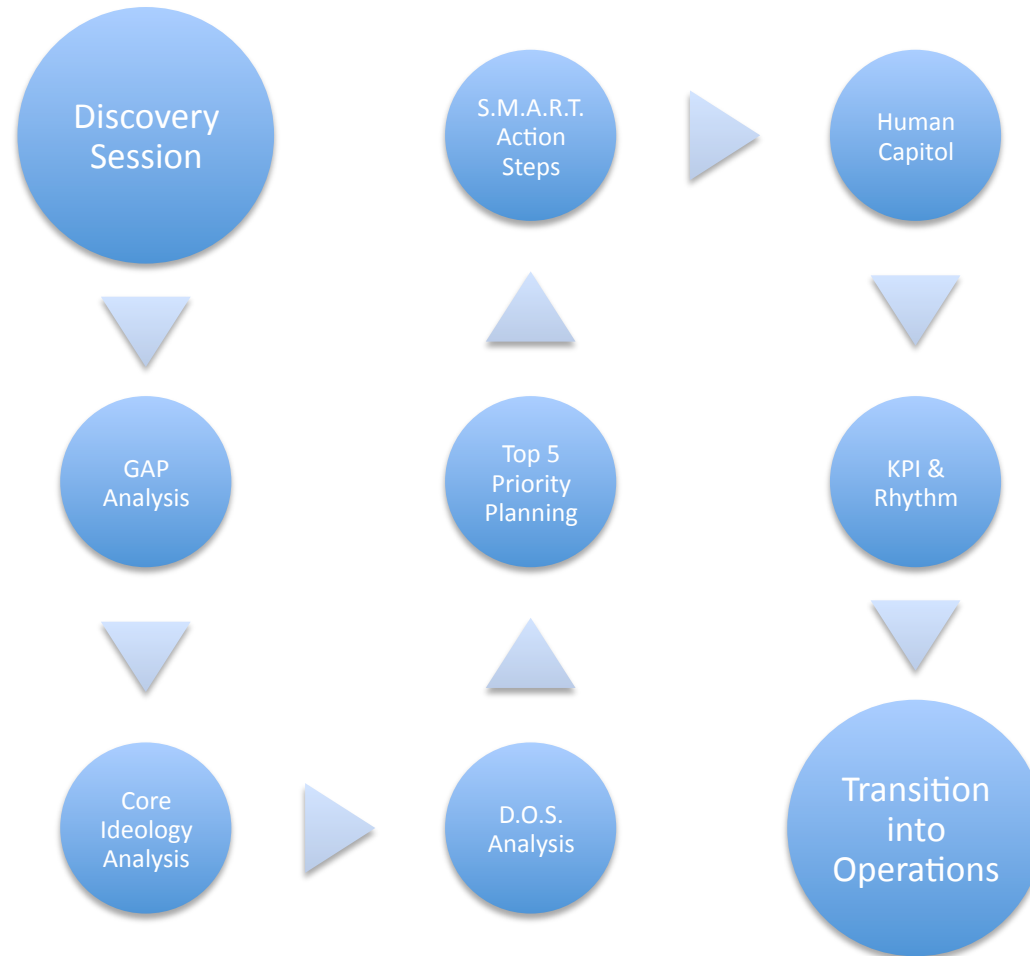 Discovery
Session
GAP
Analysis
Core
Ideology
Analysis
D.O.S.
Analysis
Top 5
Priority
Planning
S.M.A.R.T.
Action
Steps
Human
Capitol
KPI &
Rhythm
Transition
into
Operations